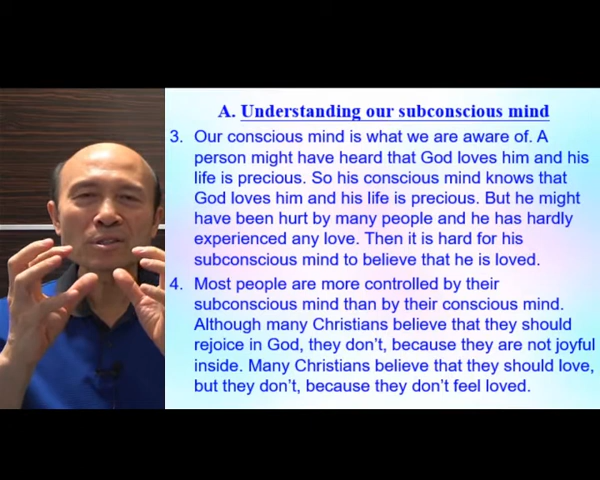 A. Understanding our subconscious mind
3. Our conscious mind is what we are aware of. A
person might have heard that God loves him and his
life is precious. So his conscious mind knows that
God loves him and his life is precious. But he might
have been hurt by many people and he has hardly
experienced any love. Then it is hard for his
subconscious mind to believe that he is loved.
4. Most people are more controlled by their
subconscious mind than by their conscious mind.
Although many Christians believe that they should
rejoice in God, they don't, because they are not joyful
inside. Many Christians believe that they should love,
but they don't, because they don't feel loved.